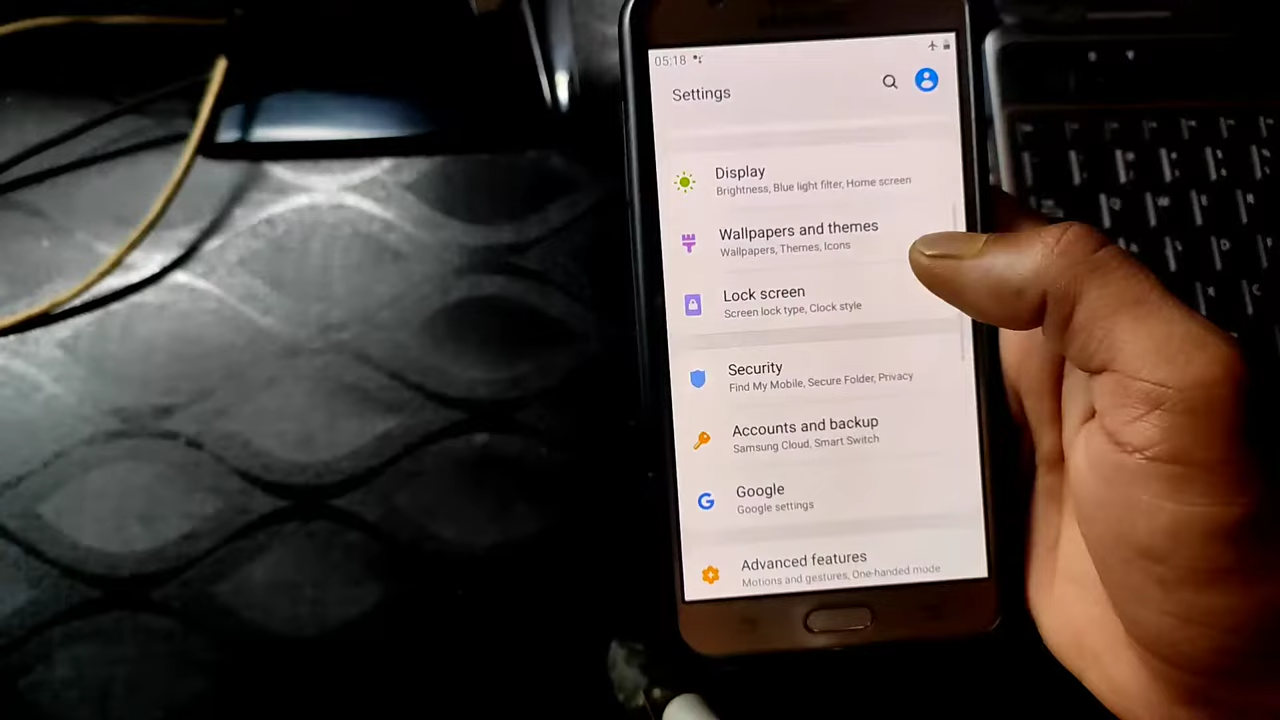 05:18
Settings
Display
Brightness, Blue light filter, Home screen
Wallpapers and themes
Wallpapers, Themes, Icons
Lock screen
Screen lock type, Clock style
Security
Find My Mobile, Secure Folder, Privacy
Accounts and backup
Samsung Cloud, Smart Switch
Google
Google settings
Advanced features
Motions and gestures, One-handed mode